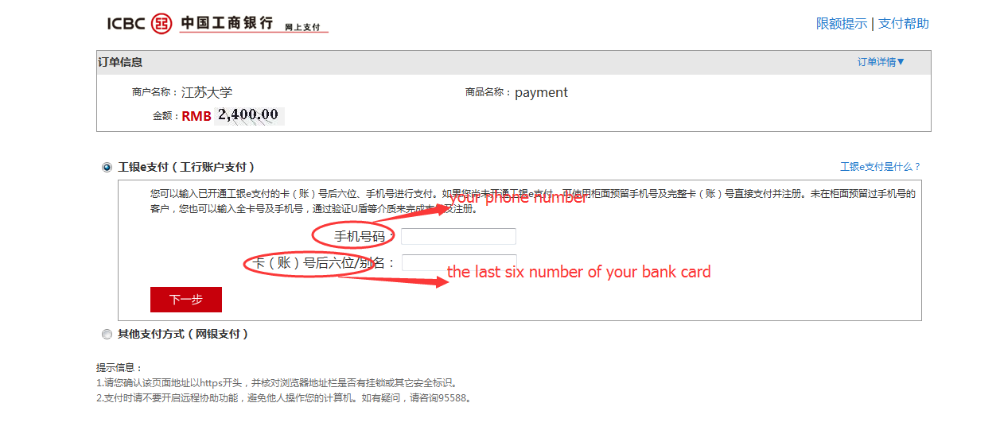 ICBC 中国工商银行 网上支付
限额提示 | 支付帮助
订单信息
订单详情▼
商户名称：江苏大学
商品名称：payment
金额：RMB 2,400.00
工银e支付（工行账户支付）
工银e支付是什么？
您可以输入已开通工银e支付的卡（账）号后六位、手机号进行支付。如果您尚未开通工银e支付，可使用柜面预留手机号及完整卡（账）号直接支付并注册。未在柜面预留过手机号的
客户，您也可以输入全卡号及手机号，通过验证U盾等介质来完成支付及注册。
your phone number
手机号码：
卡（账）号后六位/别名：
the last six number of your bank card
下一步
其他支付方式（网银支付）
提示信息：
1.请您确认该页面地址以https开头，并核对浏览器地址栏是否有挂锁或其它安全标识。
2.支付时请不要开启远程协助功能，避免他人操作您的计算机。如有疑问，请咨询95588。